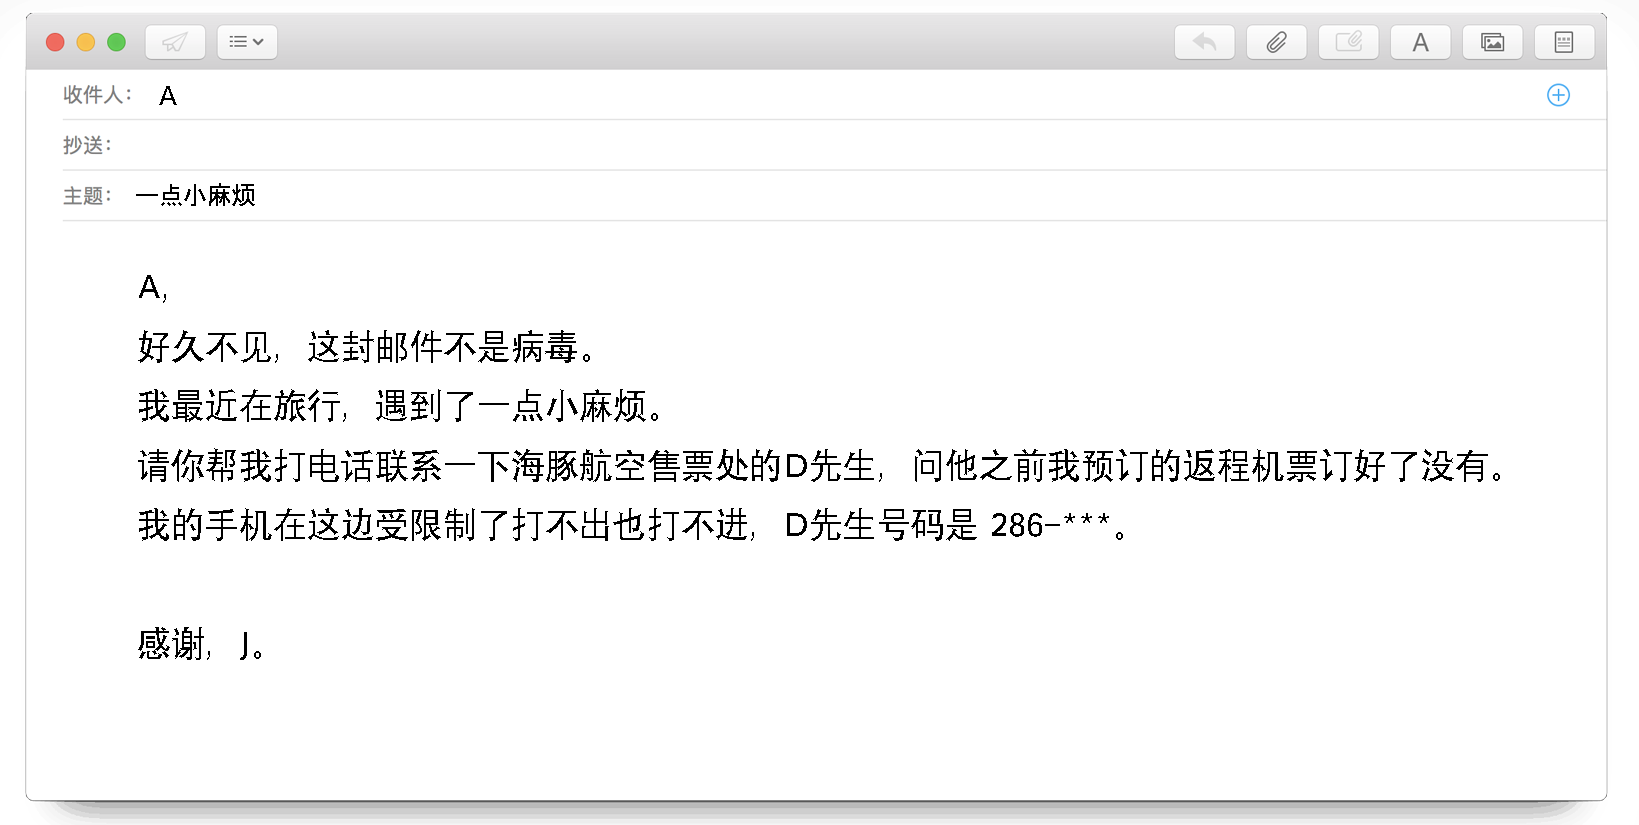 收件人： A
抄送：
主题： 一点小麻烦
A，
好久不见，这封邮件不是病毒。
我最近在旅行，遇到了一点小麻烦。
请你帮我打电话联系一下海豚航空售票处的D先生，问他之前我预订的返程机票订好了没有。
我的手机在这边受限制了打不出也打不进，D先生号码是 286-***。
感谢，J。